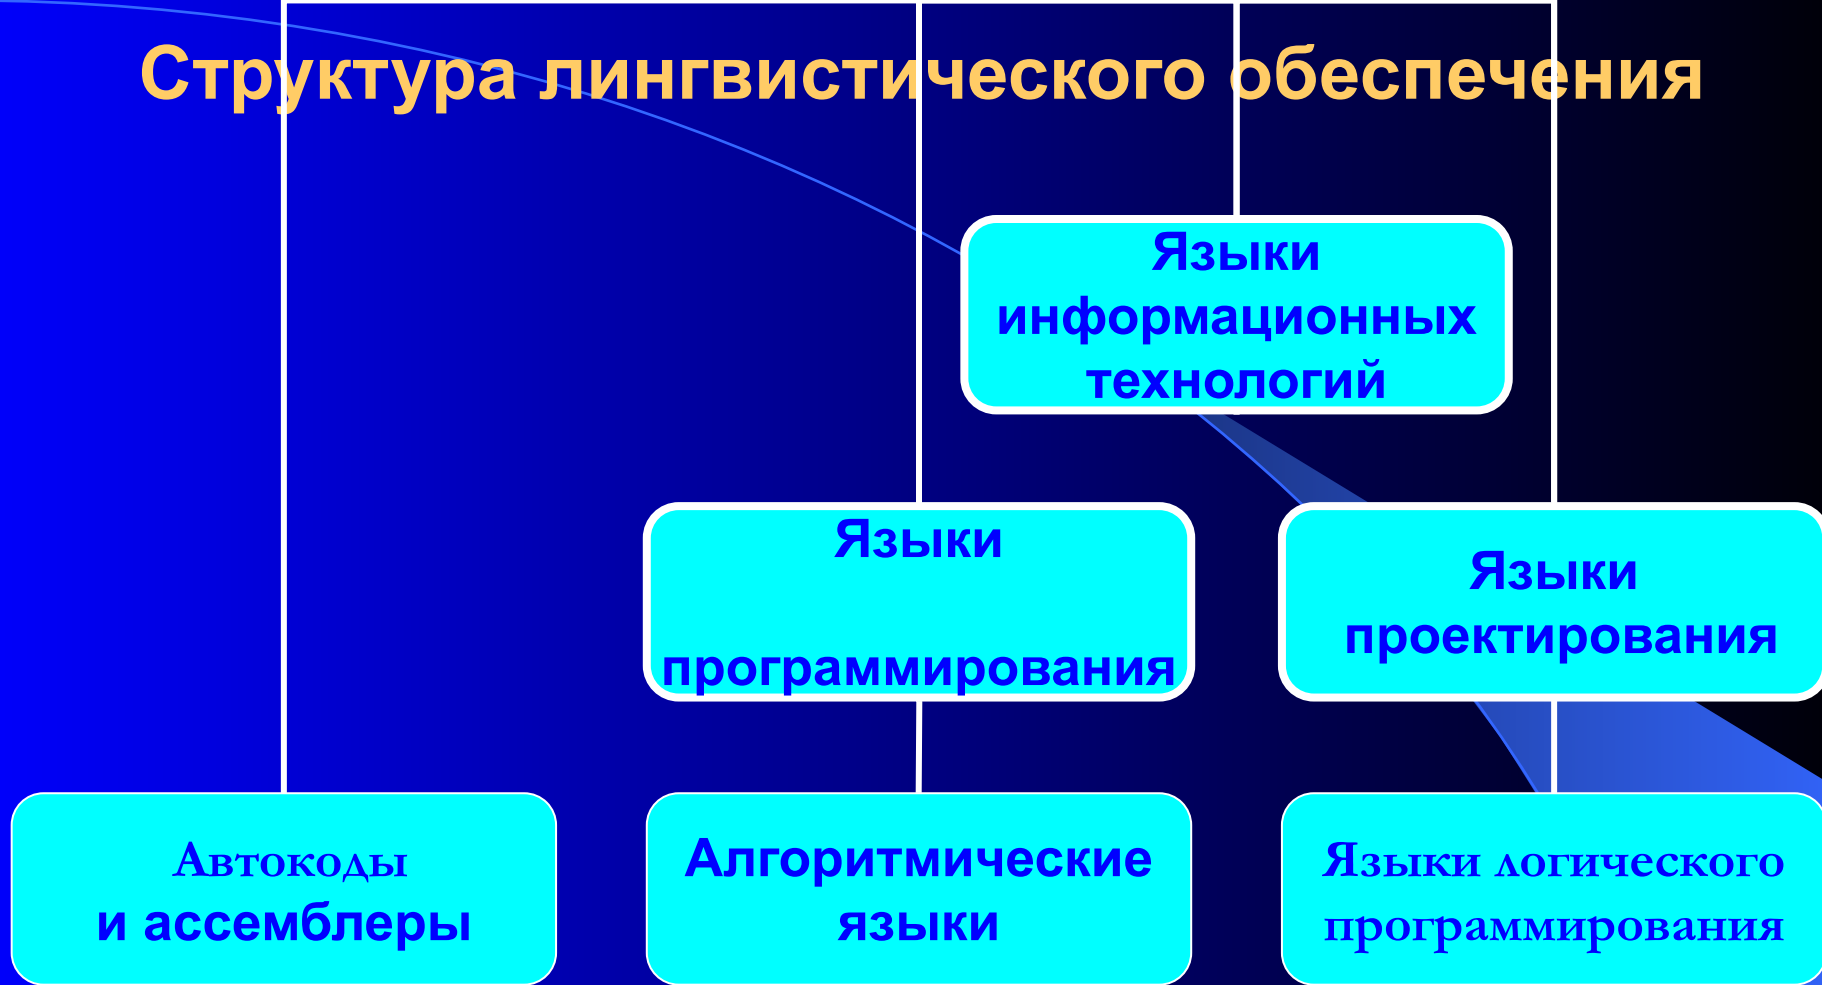 Структура лингвистического обеспечения
Языки
информационных
технологий
Языки
программирования
Языки
проектирования
Автокоды
и ассемблеры
Алгоритмические
языки
Языки логического
программирования